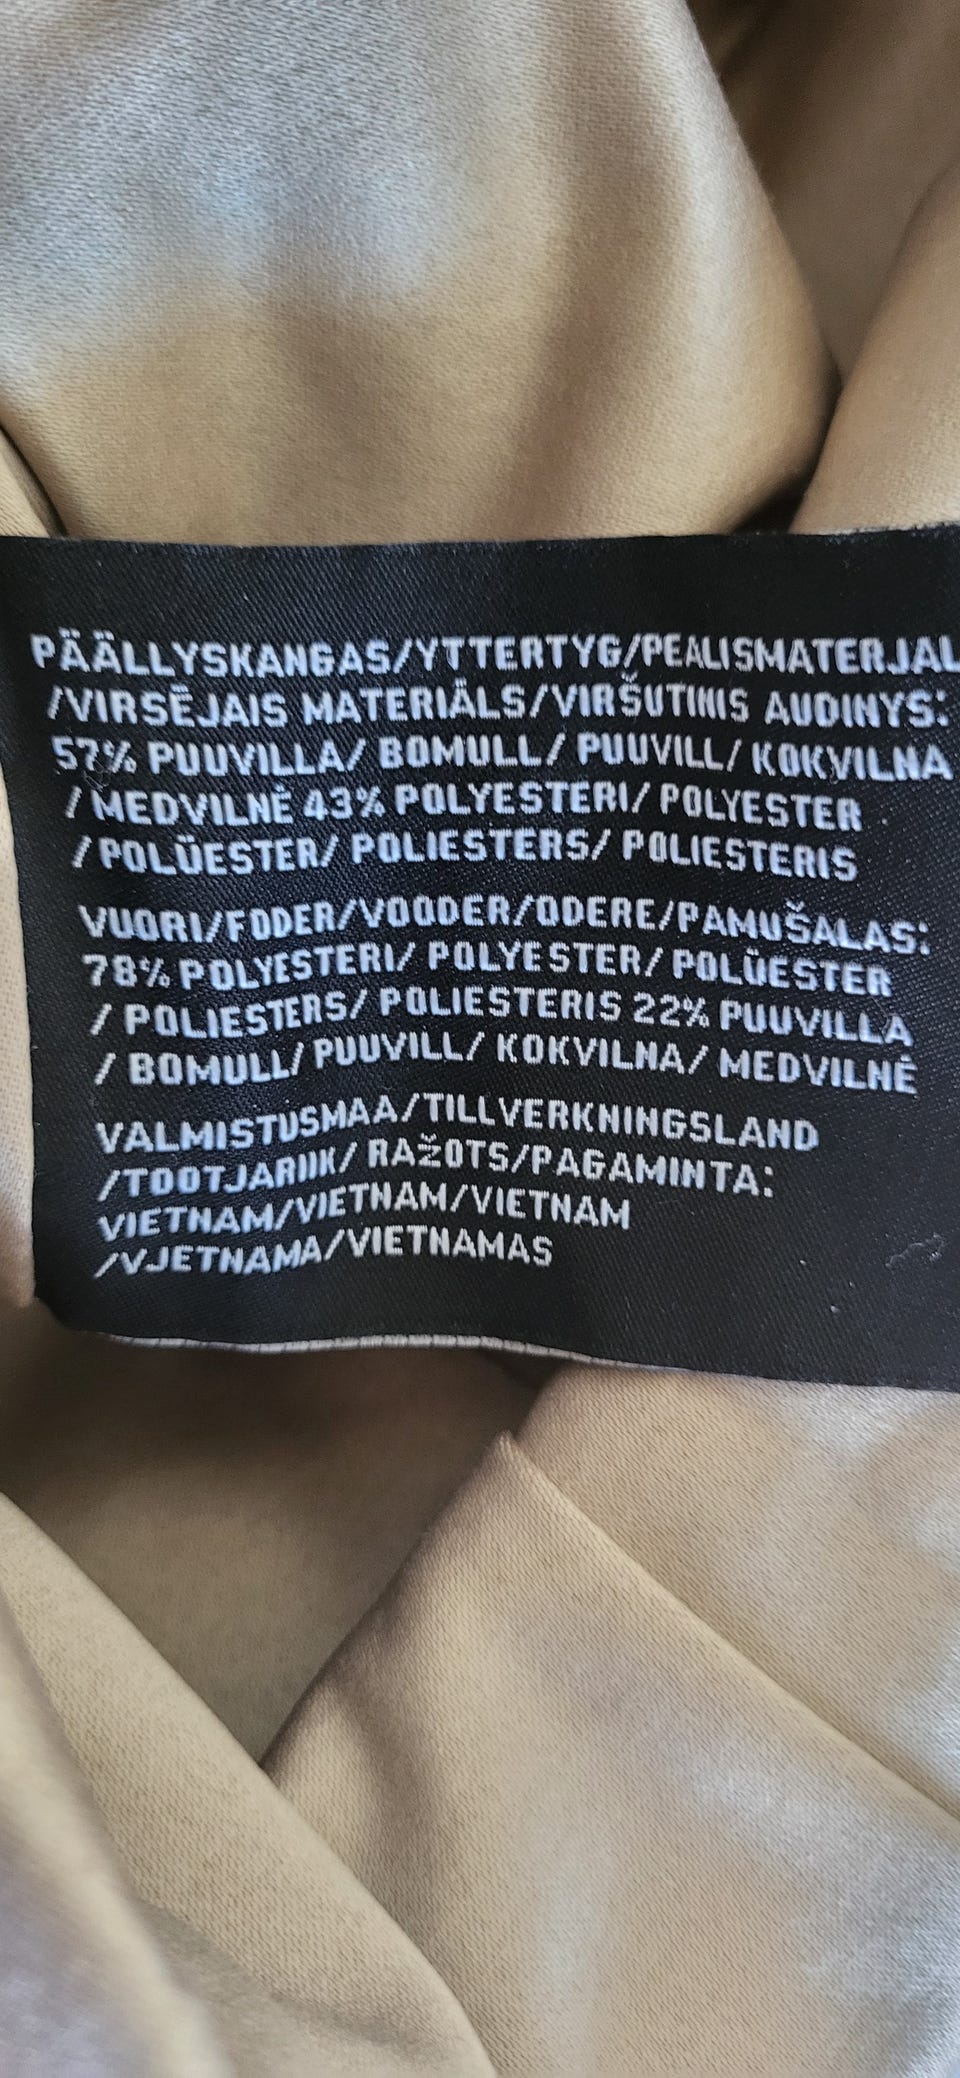 PÄÄLLYSKANGAS/YTTERTYG/PEALISMATERJAL
/VIRSĒJAIS MATERIĀLS/VIRŠUTINIS AUDINYS:
57% PUUVILLA/ BOMULL/ PUUVILL/ KOKVILNA
/ MEDVILNĖ 43% POLYESTERI/ POLYESTER
/ POLÜESTER/ POLIESTERS/ POLIESTERIS
VUORI/FODER/VOODER/ODERE/PAMUŠALAS:
78% POLYESTERI/ POLYESTER/ POLÜESTER
/ POLIESTERS/ POLIESTERIS 22% PUUVILLA
/ BOMULL/ PUUVILL/ KOKVILNA/ MEDVILNĖ
VALMISTUSMAA/TILLVERKNINGSLAND
/TOOTJARIIK/ RAŽOTS/PAGAMINTA:
VIETNAM/VIETNAM/VIETNAM
/VJETNAMA/VIETNAMAS